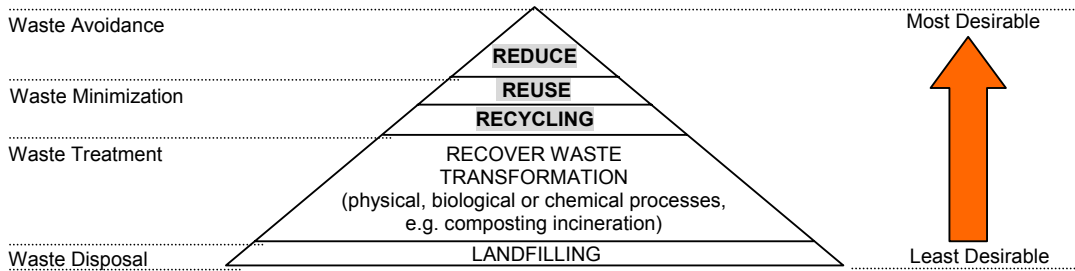 Waste Avoidance
Most Desirable
REDUCE
Waste Minimization
REUSE
RECYCLING
Waste Treatment
RECOVER WASTE
TRANSFORMATION
(physical, biological or chemical processes,
e.g. composting incineration)
Waste Disposal
LANDFILLING
Least Desirable